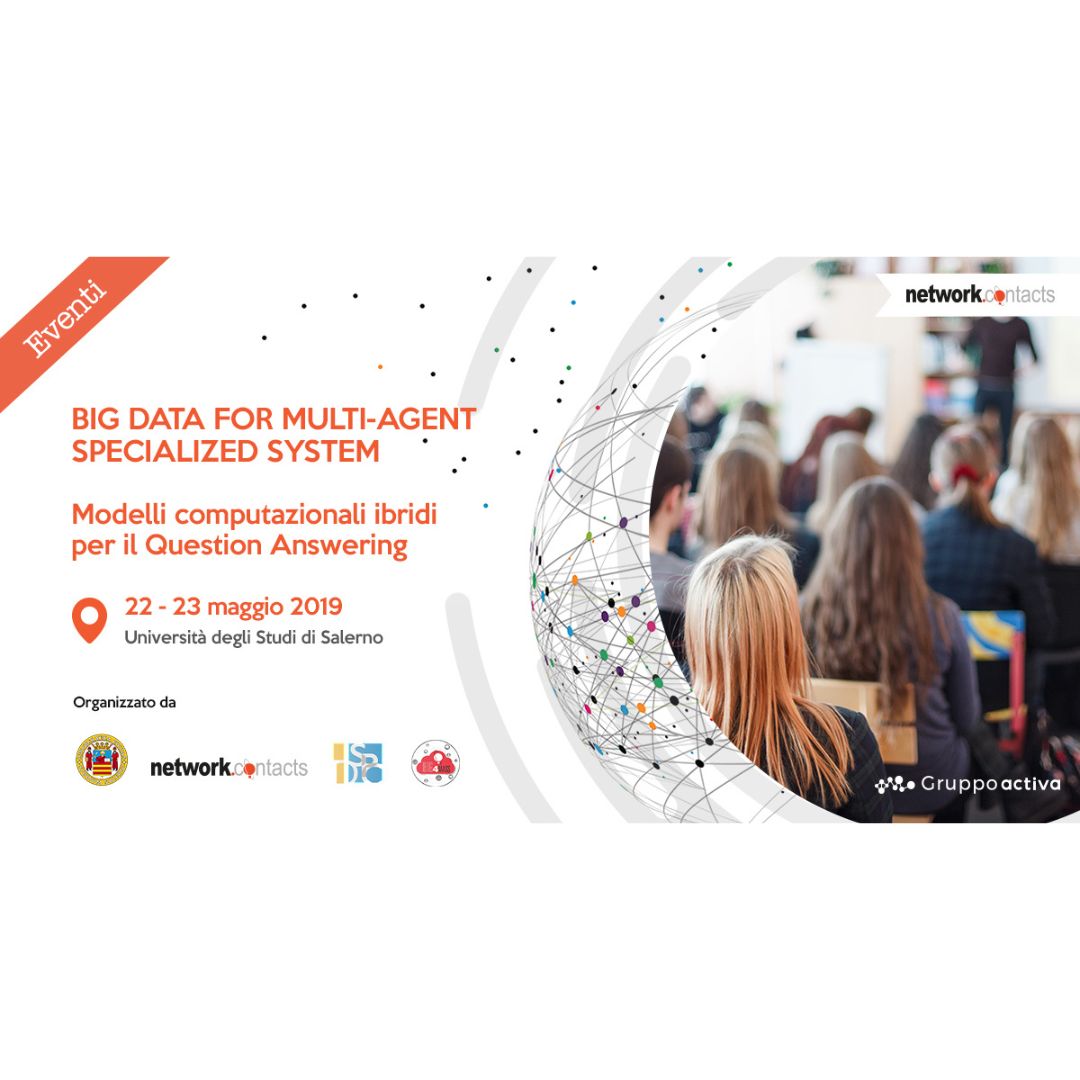 Eventi
network.contacts
BIG DATA FOR MULTI-AGENT
SPECIALIZED SYSTEM
Modelli computazionali ibridi
per il Question Answering
22 - 23 maggio 2019
Università degli Studi di Salerno
Organizzato da
network.contacts
Gruppo activa